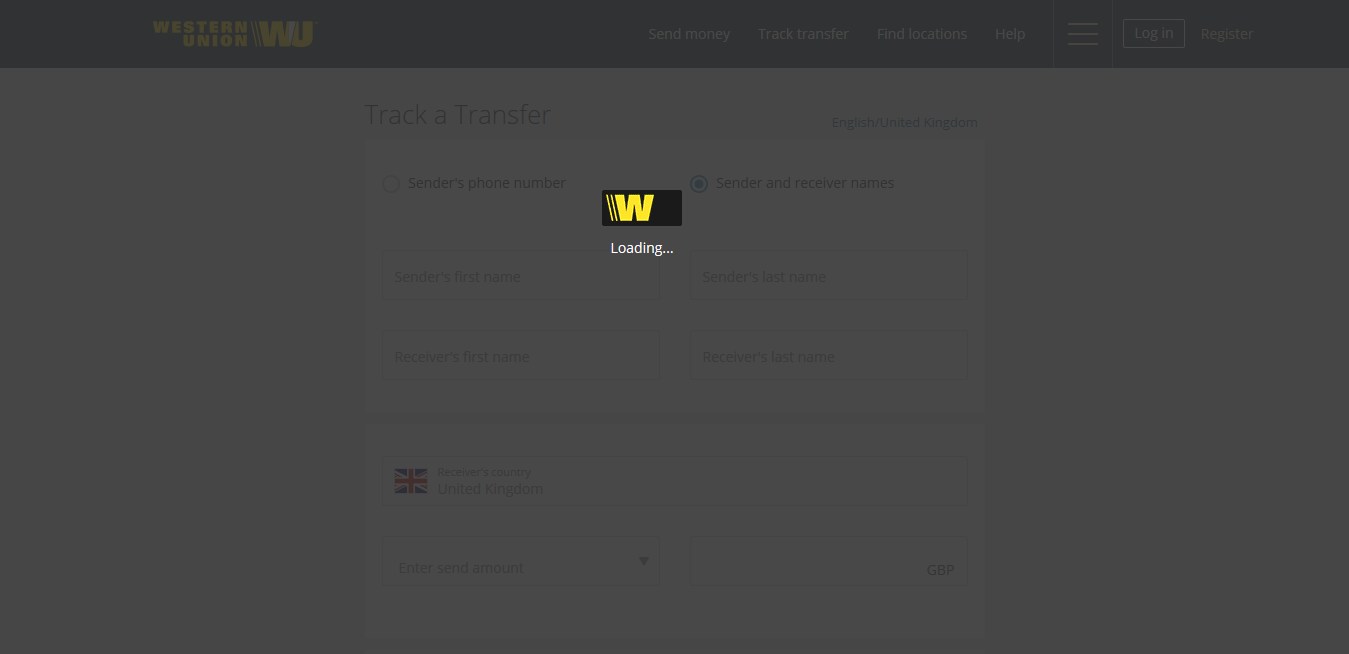 WESTERN UNION WU
Send money Track transfer Find locations Help Log in Register
Track a Transfer
English/United Kingdom
Sender's phone number Sender and receiver names
W
Loading...
Sender's first name Sender's last name
Receiver's first name Receiver's last name
Receiver's country
United Kingdom
Enter send amount GBP